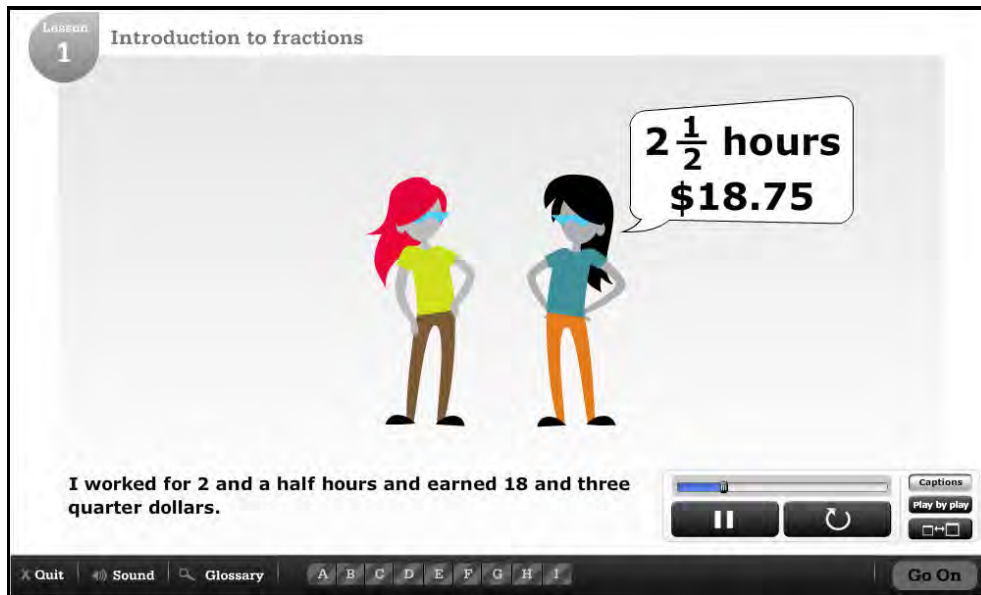 Lesson
1
Introduction to fractions
2 1/2 hours
$18.75
I worked for 2 and a half hours and earned 18 and three
quarter dollars.
Captions
Play by play
X Quit
Sound
Glossary
A B C D E F G H I
Go On